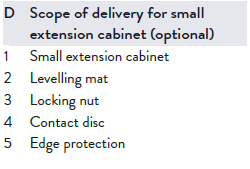 D Scope of delivery for small
extension cabinet (optional)
1 Small extension cabinet
2 Levelling mat
3 Locking nut
4 Contact disc
5 Edge protection